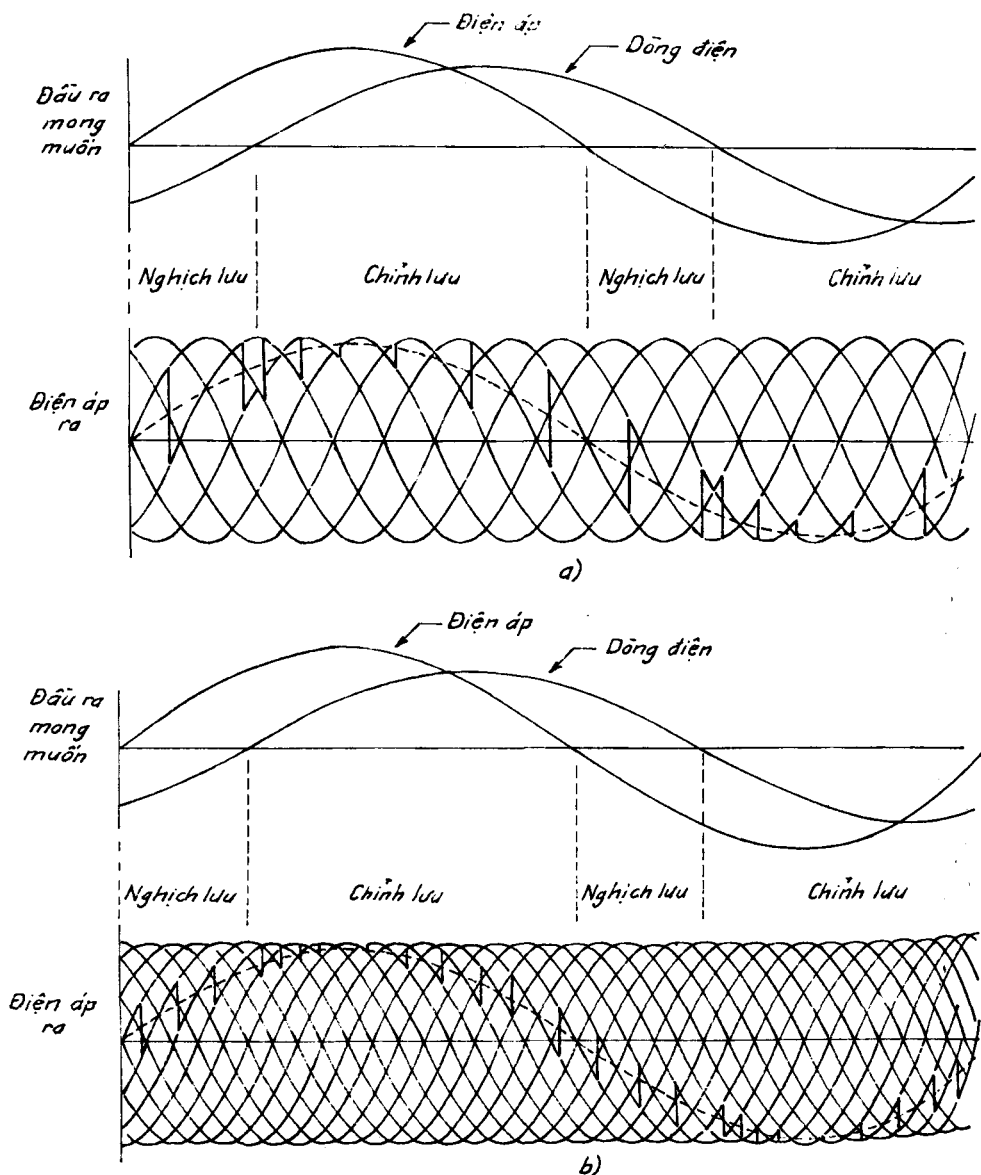 Điện áp
Dòng điện
Đầu ra
mong
muốn
Nghịch lưu
Chỉnh lưu
Nghịch lưu
Chỉnh lưu
Điện áp
ra
a)
Điện áp
Dòng điện
Đầu ra
mong
muốn
Nghịch lưu
Chỉnh lưu
Nghịch lưu
Chỉnh lưu
Điện áp
ra
b)